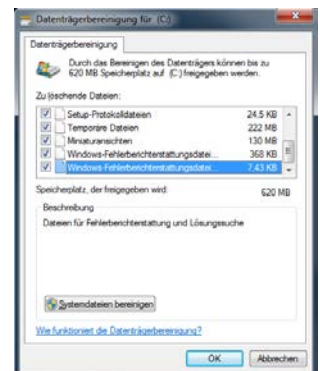 Datenträgerbereinigung für (C:)
Datenträgerbereinigung
Durch das Bereinigen des Datenträgers können bis zu
620 MB Speicherplatz auf (C:) freigegeben werden.
Zu löschende Dateien:
Setup-Protokolldateien 24.5 KB
Temporäre Dateien 222 MB
Miniaturansichten 130 MB
Windows-Fehlerberichterstattungsdatei... 368 KB
Windows-Fehlerberichterstattungsdatei... 7.43 KB
Speicherplatz, der freigegeben wird: 620 MB
Beschreibung
Dateien für Fehlerberichterstattung und Lösungssuche
Systemdateien bereinigen
Wie funktioniert die Datenträgerbereinigung?
OK Abbrechen